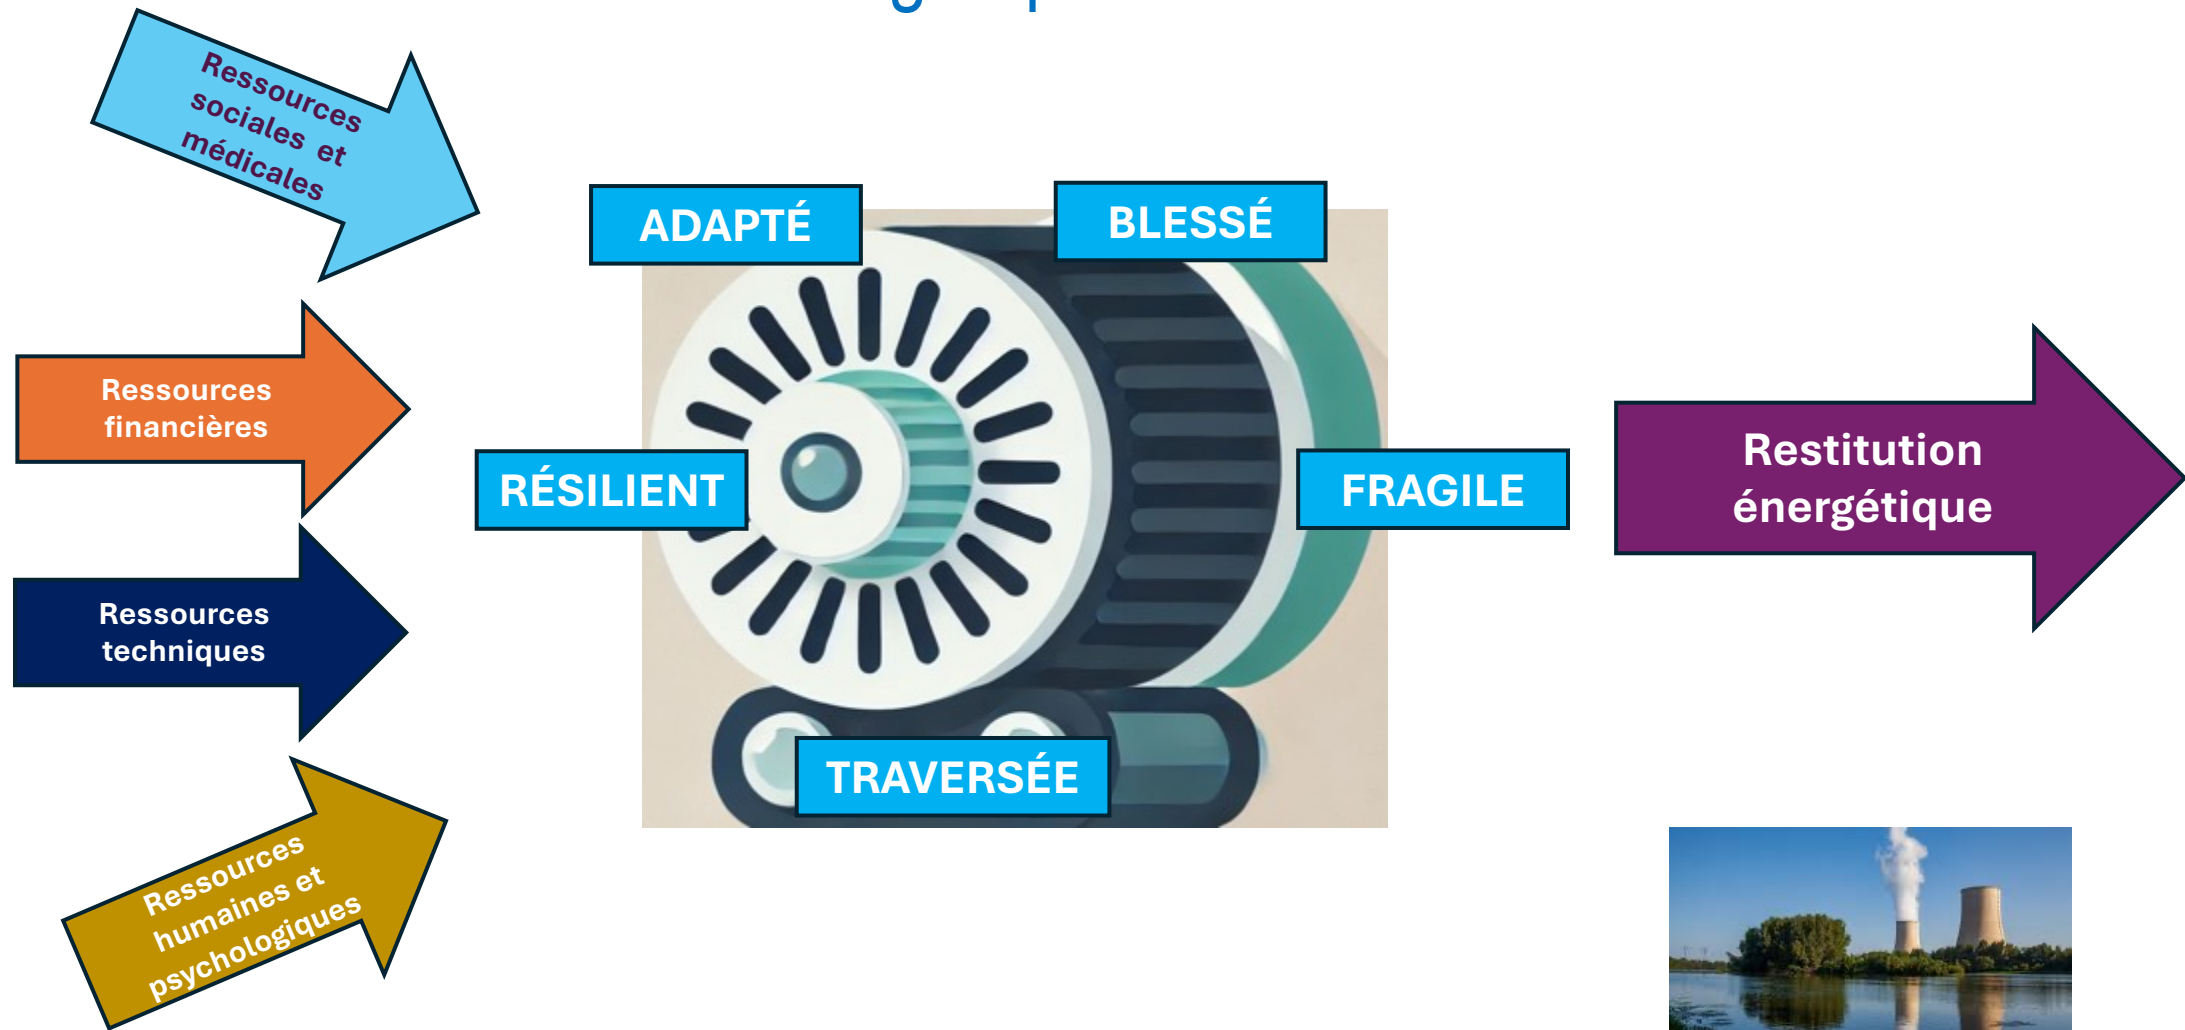 Ressources
sociales et
médicales
ADAPTÉ
BLESSÉ
Ressources
financières
RÉSILIENT
FRAGILE
Restitution
énergétique
Ressources
techniques
TRAVERSÉE
Ressources
humaines et
psychologiques